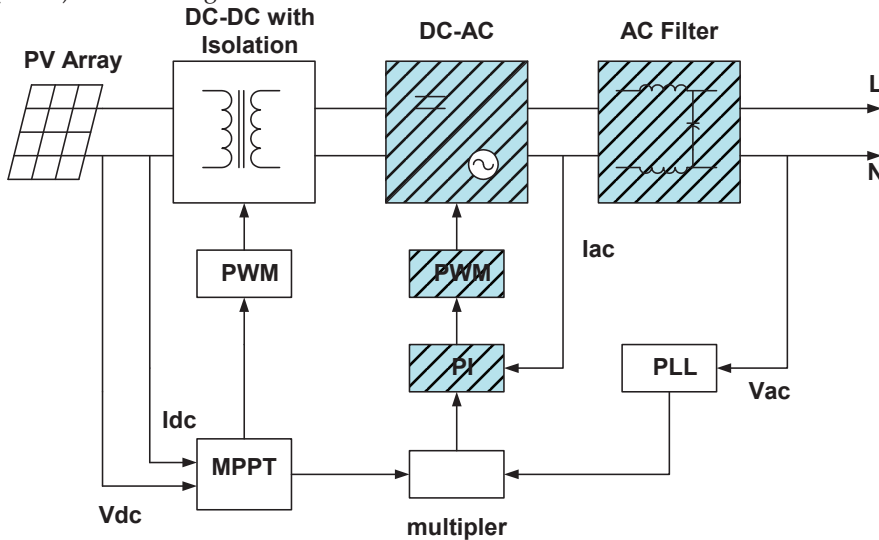 DC-DC with
Isolation
DC-AC
AC Filter
PV Array
L
N
Iac
PWM
PWM
PI
PLL
Vac
Idc
MPPT
Vdc
multipler